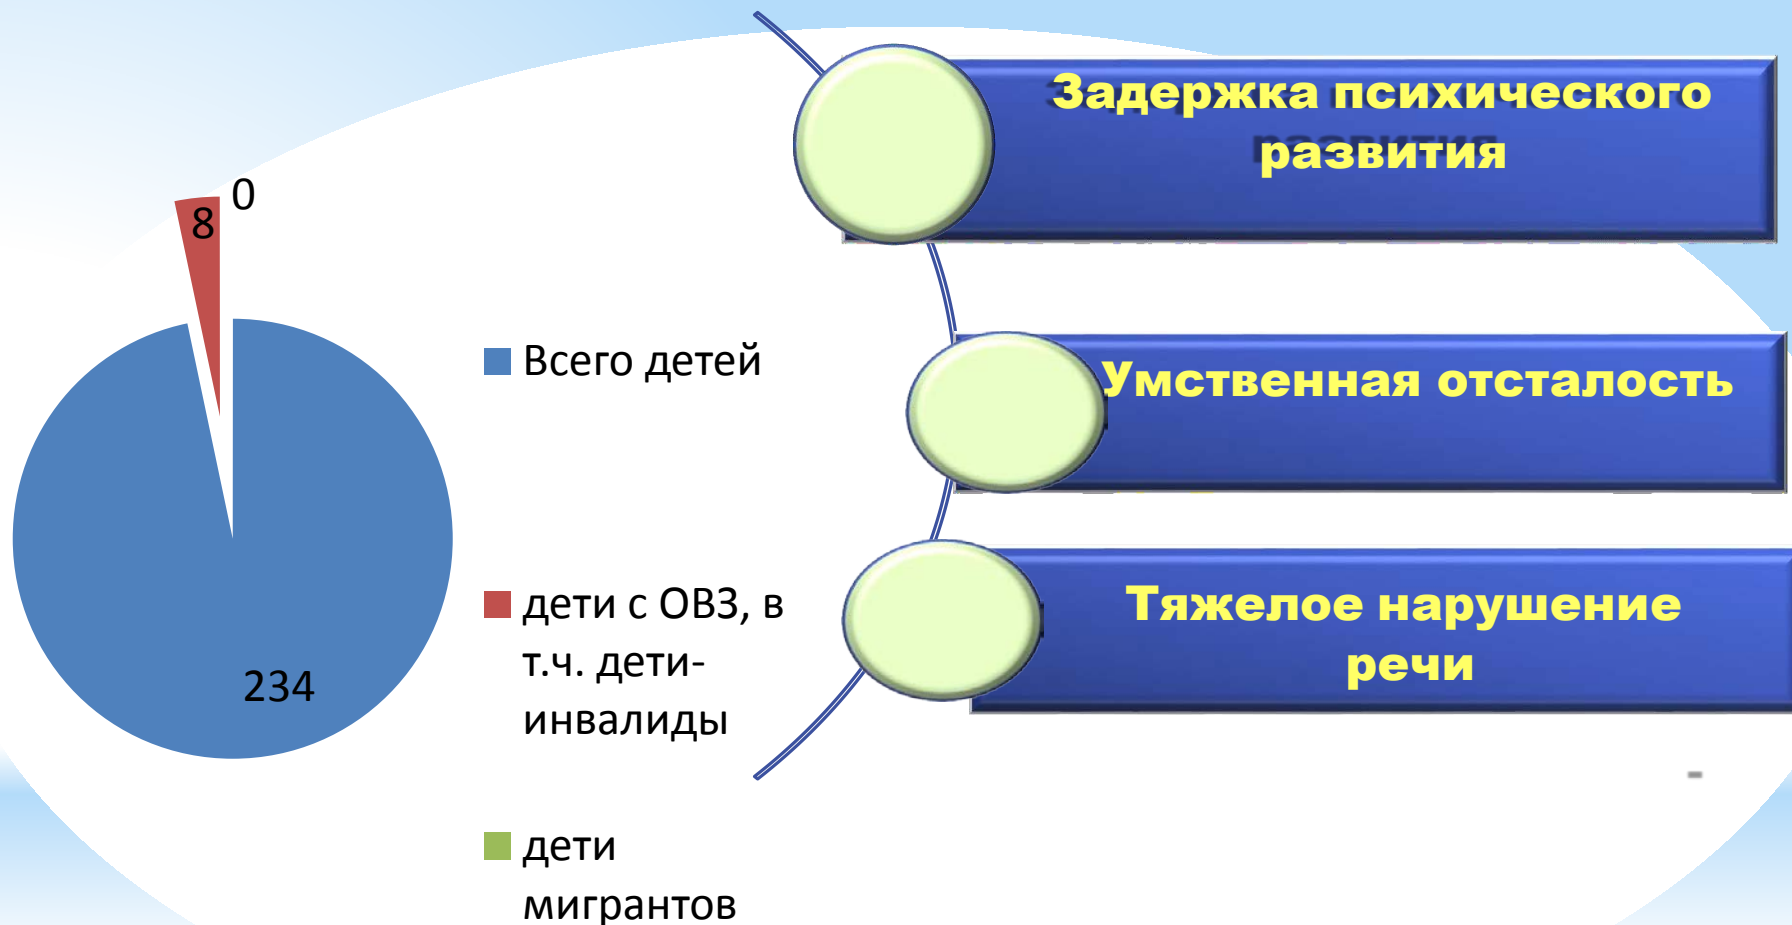 0
8
234
Всего детей
дети с ОВЗ, в
т.ч. дети-
инвалиды
дети
мигрантов
Задержка психического
развития
Умственная отсталость
Тяжелое нарушение
речи
-